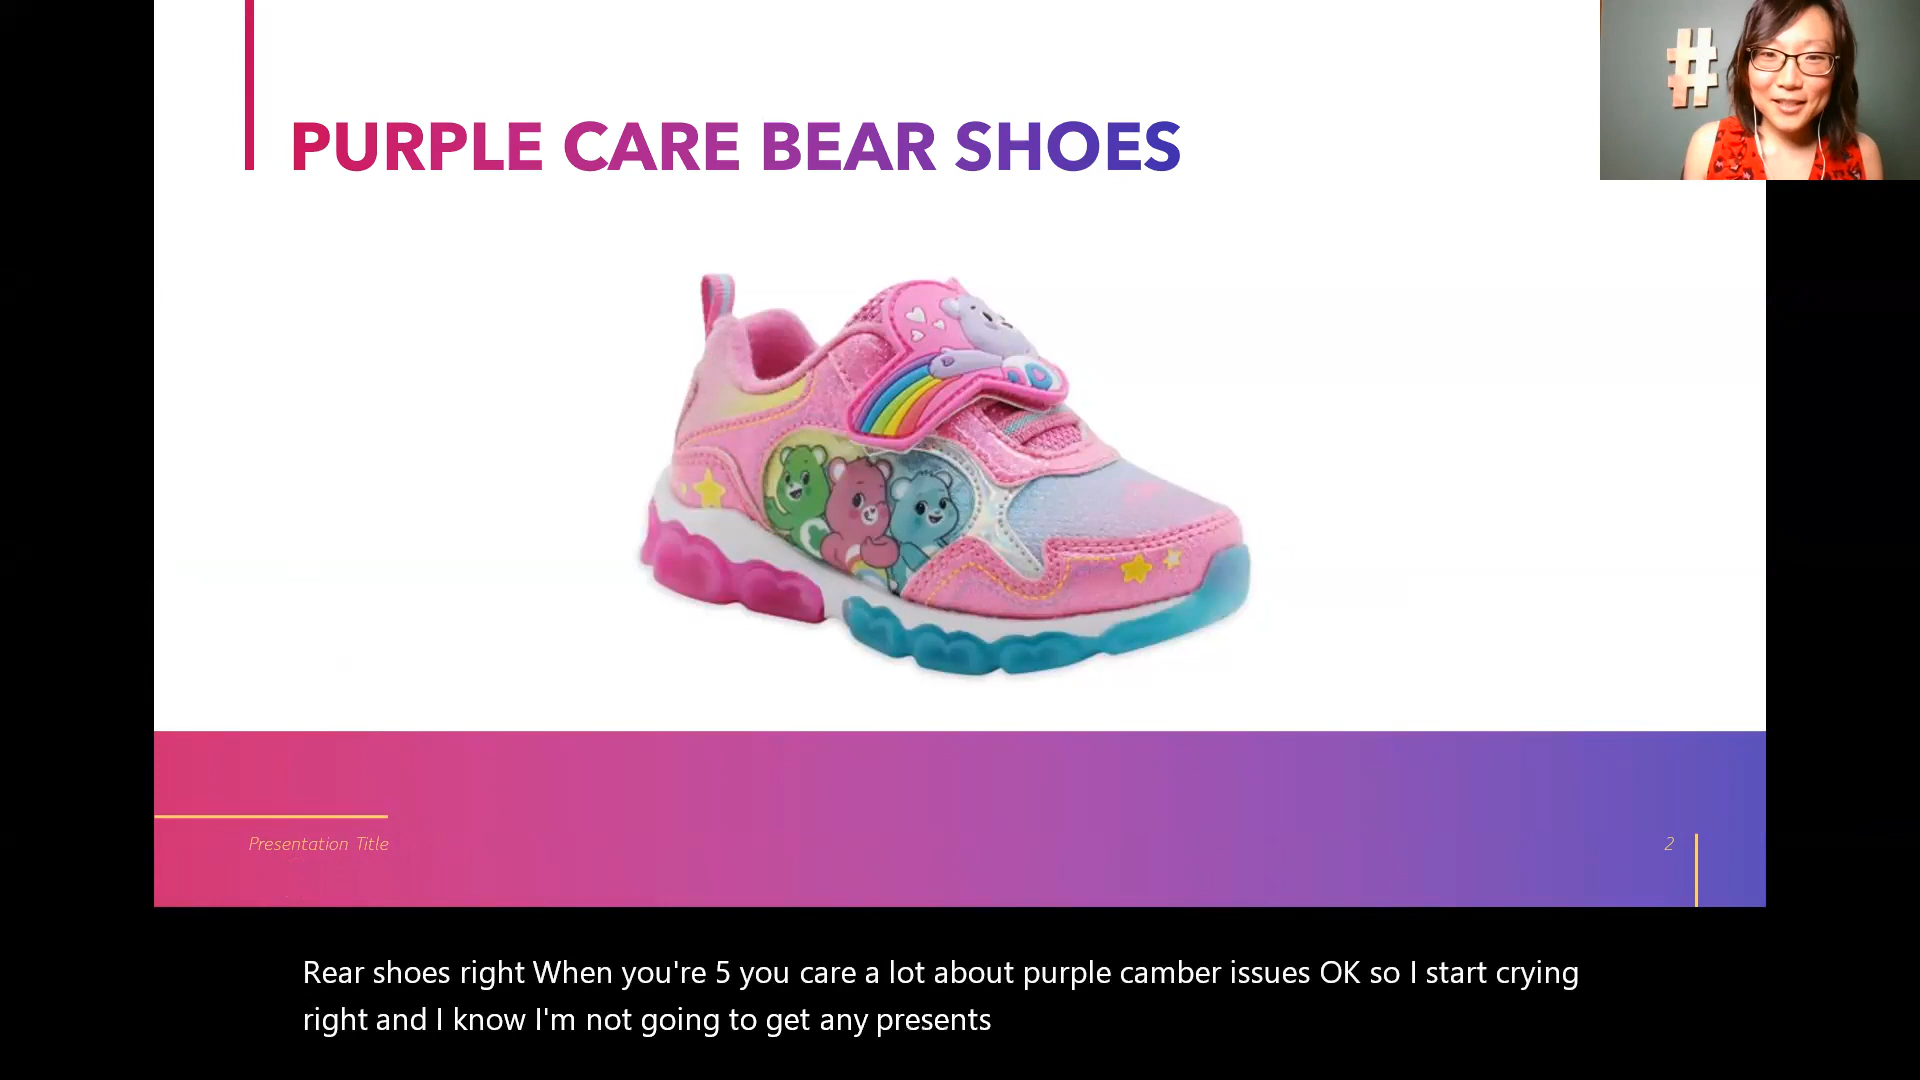 PURPLE CARE BEAR SHOES
Presentation Title
2
Rear shoes right When you're 5 you care a lot about purple camber issues OK so I start crying
right and I know I'm not going to get any presents